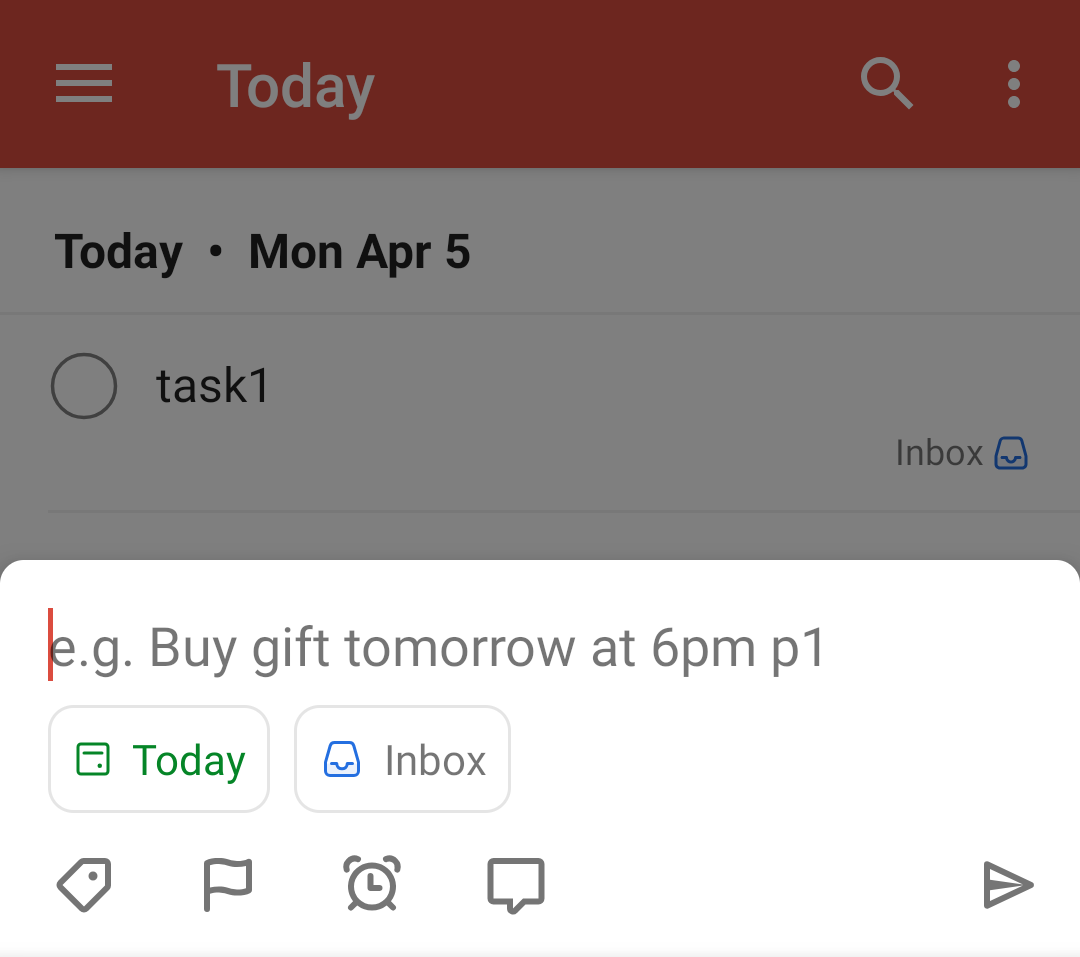 Today
Today • Mon Apr 5
task1
Inbox
e.g. Buy gift tomorrow at 6pm p1
Today Inbox